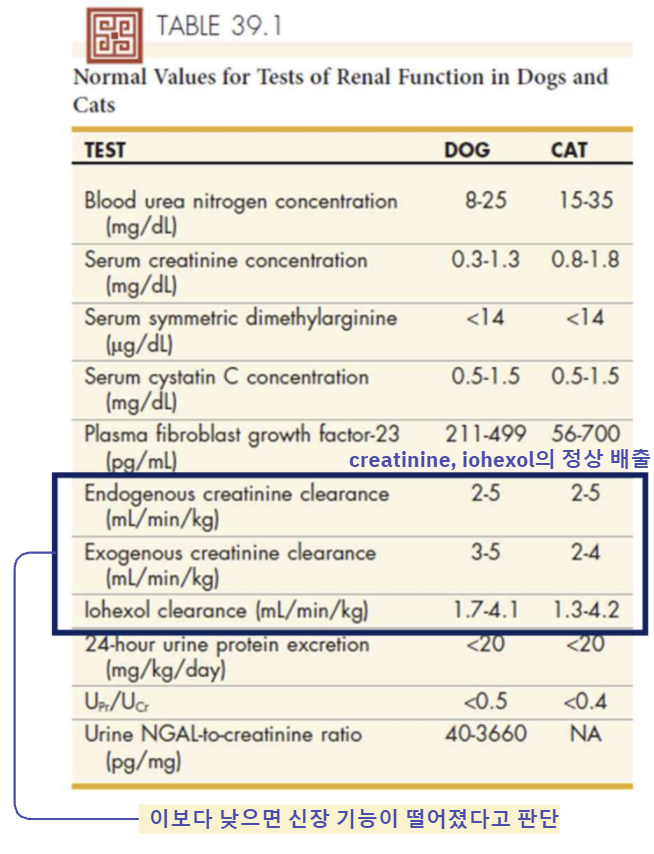 TABLE 39.1
Normal Values for Tests of Renal Function in Dogs and
Cats
TEST DOG CAT
Blood urea nitrogen concentration 8-25 15-35
(mg/dL)
Serum creatinine concentration 0.3-1.3 0.8-1.8
(mg/dL)
Serum symmetric dimethylarginine <14 <14
(µg/dL)
Serum cystatin C concentration 0.5-1.5 0.5-1.5
(mg/dL)
Plasma fibroblast growth factor-23 211-499 56-700
(pg/mL) creatinine, iohexol의 정상 배출
Endogenous creatinine clearance 2-5 2-5
(mL/min/kg)
Exogenous creatinine clearance 3-5 2-4
(mL/min/kg)
Iohexol clearance (mL/min/kg) 1.7-4.1 1.3-4.2
24-hour urine protein excretion <20 <20
(mg/kg/day)
UPr/UCr <0.5 <0.4
Urine NGAL-to-creatinine ratio 40-3660 NA
(pg/mg)
이보다 낮으면 신장 기능이 떨어졌다고 판단